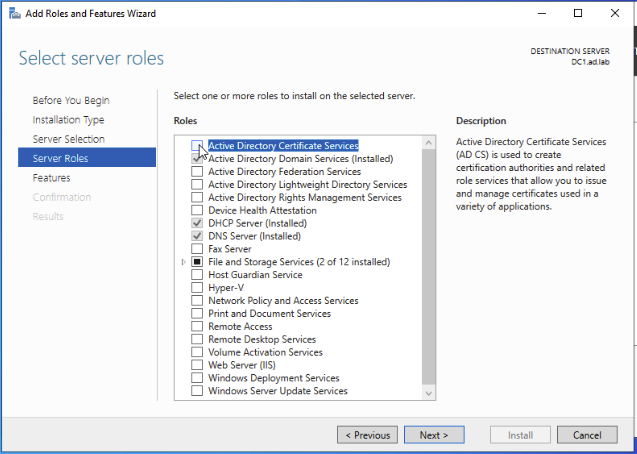 Add Roles and Features Wizard
Select server roles
DESTINATION SERVER
DC1.ad.lab
Before You Begin
Installation Type
Server Selection
Server Roles
Features
Confirmation
Results
Select one or more roles to install on the selected server.
Roles
Active Directory Certificate Services
Active Directory Domain Services (Installed)
Active Directory Federation Services
Active Directory Lightweight Directory Services
Active Directory Rights Management Services
Device Health Attestation
DHCP Server (Installed)
DNS Server (Installed)
Fax Server
File and Storage Services (2 of 12 installed)
Host Guardian Service
Hyper-V
Network Policy and Access Services
Print and Document Services
Remote Access
Remote Desktop Services
Volume Activation Services
Web Server (IIS)
Windows Deployment Services
Windows Server Update Services
Description
Active Directory Certificate Services
(AD CS) is used to create
certification authorities and related
role services that allow you to issue
and manage certificates used in a
variety of applications.
< Previous
Next >
Install
Cancel